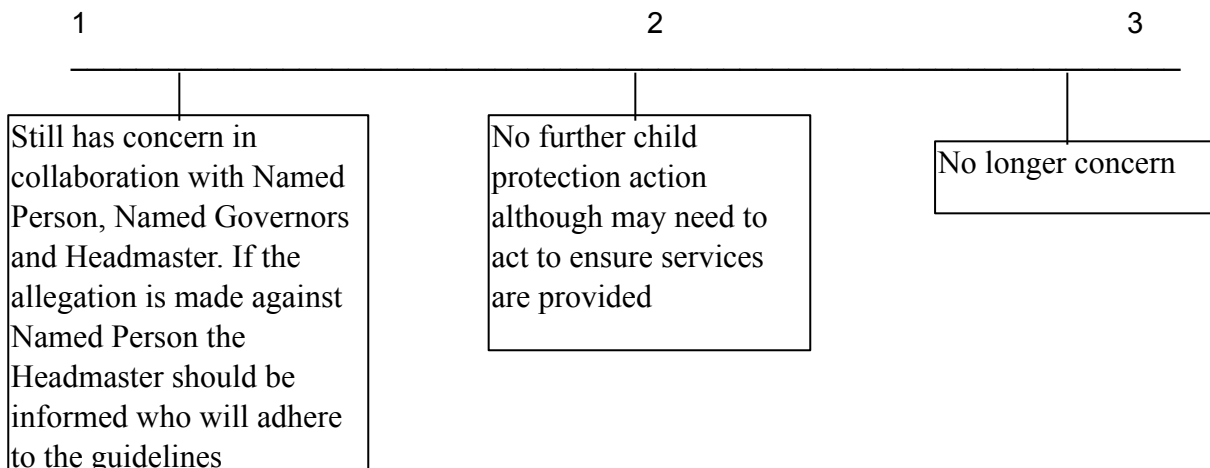 1 2 3
Still has concern in
collaboration with Named
Person, Named Governors
and Headmaster. If the
allegation is made against
Named Person the
Headmaster should be
informed who will adhere
to the guidelines
No further child
protection action
although may need to
act to ensure services
are provided
No longer concern